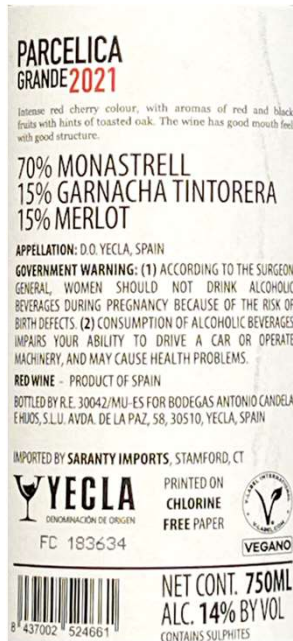 PARCELICA
GRANDE 2021
Intense red cherry colour, with aromas of red and black
fruits with hints of toasted oak. The wine has good mouth feel
with good structure.
70% MONASTRELL
15% GARNACHA TINTORERA
15% MERLOT
APPELLATION: D.O. YECLA, SPAIN
GOVERNMENT WARNING: (1) ACCORDING TO THE SURGEON
GENERAL, WOMEN SHOULD NOT DRINK ALCOHOLIC
BEVERAGES DURING PREGNANCY BECAUSE OF THE RISK OF
BIRTH DEFECTS. (2) CONSUMPTION OF ALCOHOLIC BEVERAGES
IMPAIRS YOUR ABILITY TO DRIVE A CAR OR OPERATE
MACHINERY, AND MAY CAUSE HEALTH PROBLEMS.
RED WINE - PRODUCT OF SPAIN
BOTTLED BY R.E. 30042/MU-ES FOR BODEGAS ANTONIO CANDELA
E HIJOS, S.L.U. AVDA. DE LA PAZ, 58, 30510, YECLA, SPAIN
IMPORTED BY SARANTY IMPORTS, STAMFORD, CT
YECLA
DENOMINACIÓN DE ORIGEN
FC 183634
PRINTED ON
CHLORINE
FREE PAPER
V-LABEL INTERNATIONAL
V-LABEL.COM
VEGANO
8 437002 524661
NET CONT. 750ML
ALC. 14% BY VOL
CONTAINS SULPHITES